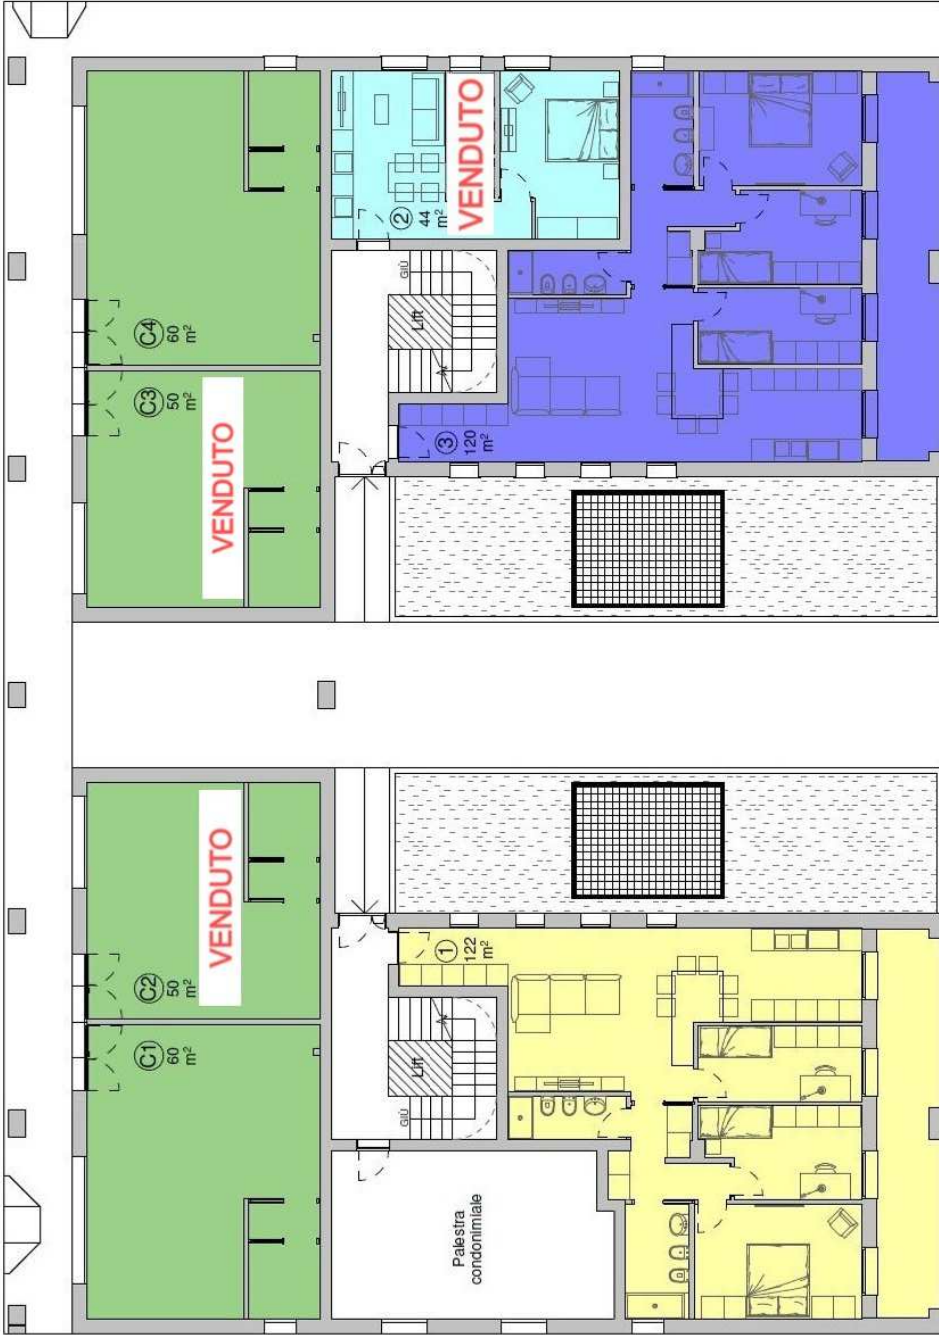 C4
60
m²
C3
50
m²
VENDUTO
2
44
m²
VENDUTO
GIÙ
Lift
3
120
m²
C2
50
m²
VENDUTO
C1
60
m²
1
122
m²
Lift
GIÙ
Palestra
condonimiale